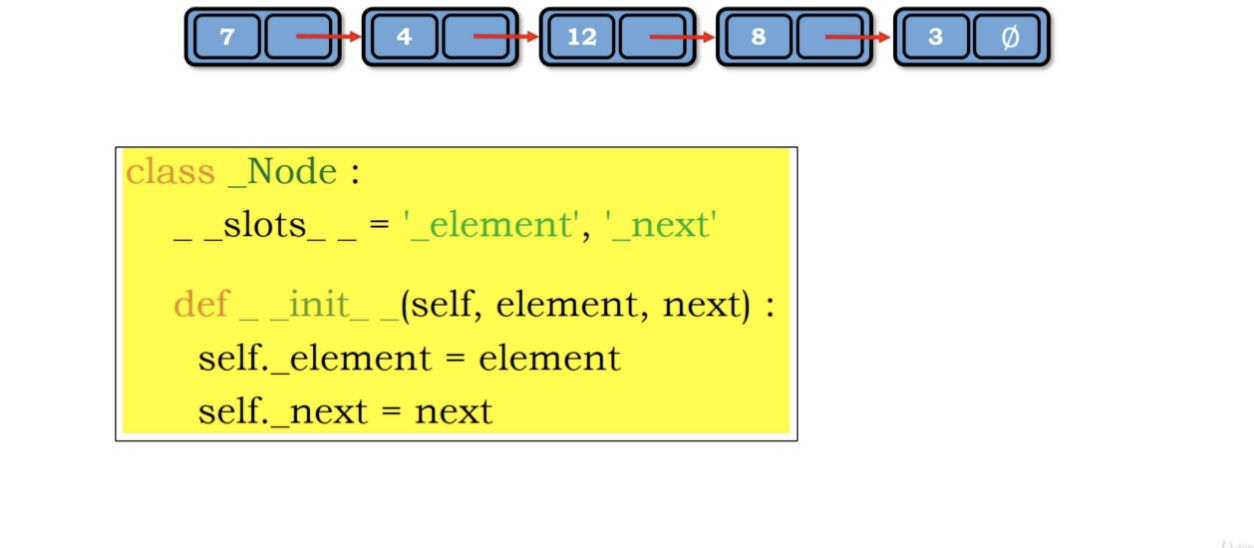 7 4 12 8 3 Ø
class _Node :
_ _slots_ _ = '_element', '_next'
def _ _init_ _(self, element, next) :
self._element = element
self._next = next